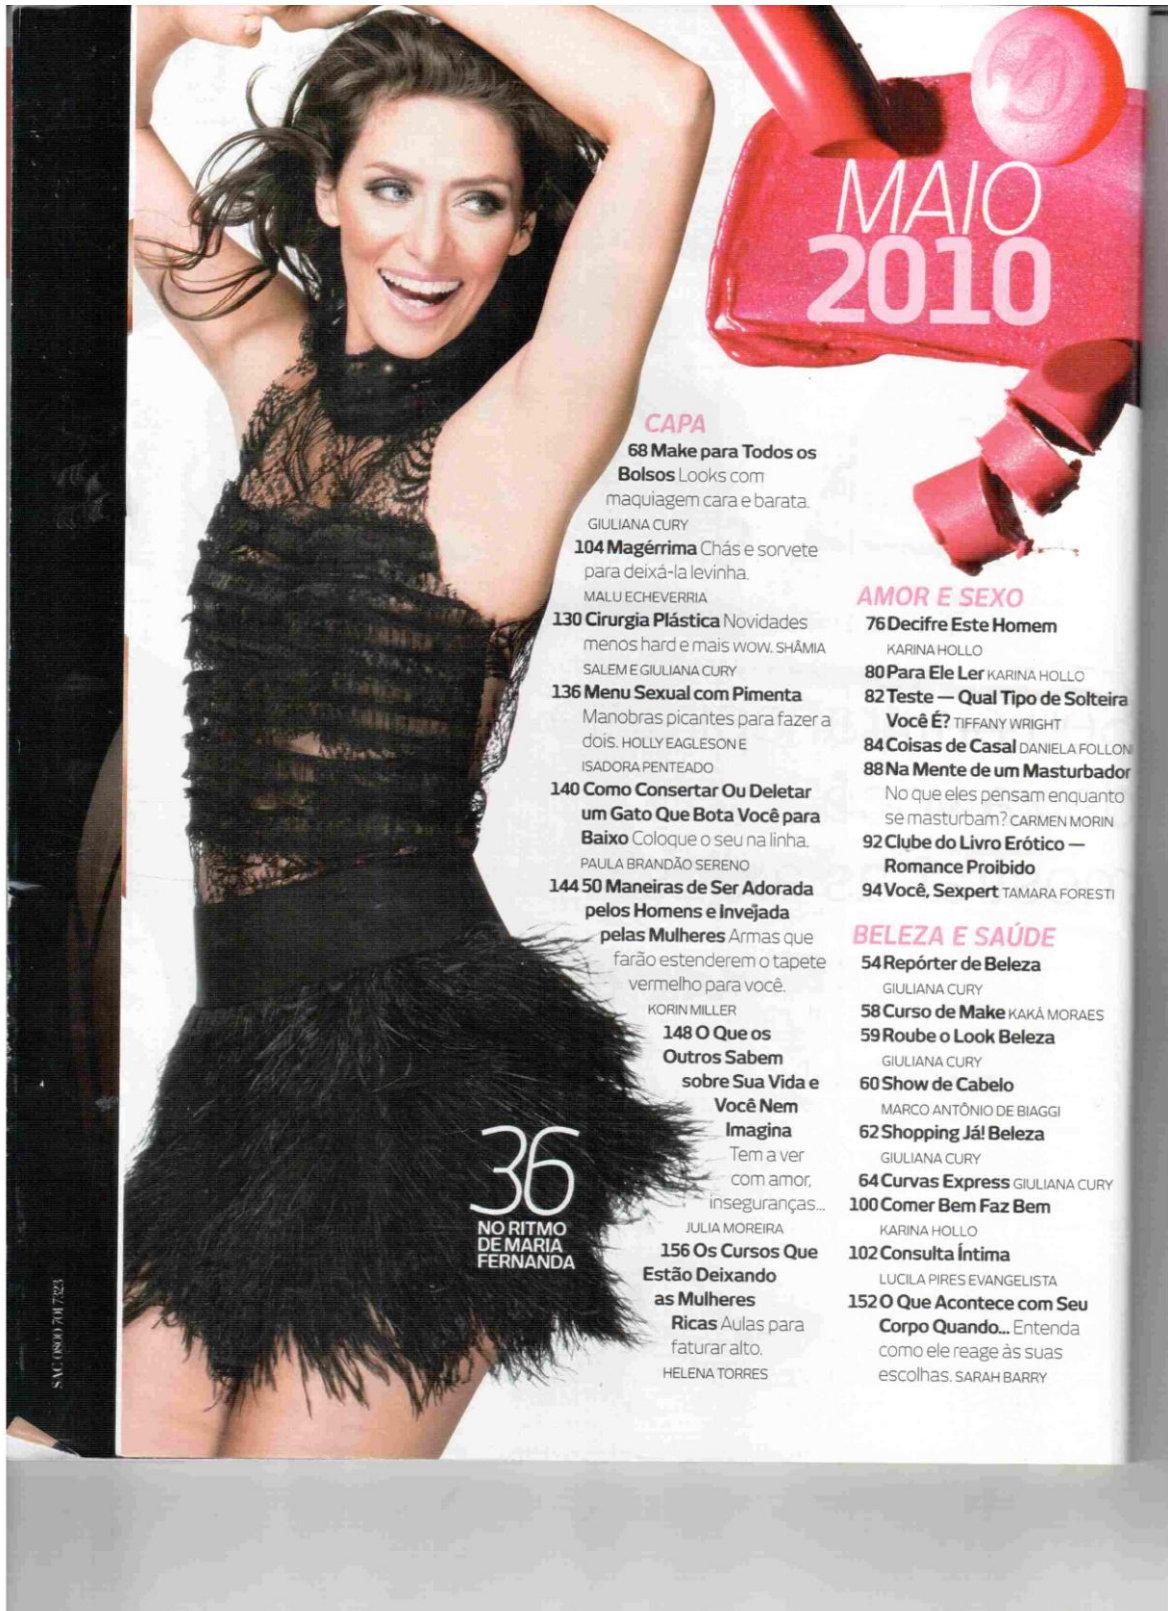 MAIO
2010
CAPA
68 Make para Todos os
Bolsos Looks com
maquiagem cara e barata.
GIULIANA CURY
104 Magérrima Chás e sorvete
para deixá-la levinha.
MALU ECHEVERRIA
130 Cirurgia Plástica Novidades
menos hard e mais wow. SHÂMIA
SALEM E GIULIANA CURY
136 Menu Sexual com Pimenta
Manobras picantes para fazer a
dois. HOLLY EAGLESON E
ISADORA PENTEADO
140 Como Consertar Ou Deletar
um Gato Que Bota Você para
Baixo Coloque o seu na linha.
PAULA BRANDÃO SERENO
144 50 Maneiras de Ser Adorada
pelos Homens e Invejada
pelas Mulheres Armas que
farão estenderem o tapete
vermelho para você.
KORIN MILLER
148 O Que os
Outros Sabem
sobre Sua Vida e
Você Nem
Imagina
Tem a ver
com amor,
inseguranças...
JULIA MOREIRA
156 Os Cursos Que
Estão Deixando
as Mulheres
Ricas Aulas para
faturar alto.
HELENA TORRES
AMOR E SEXO
76 Decifre Este Homem
KARINA HOLLO
80 Para Ele Ler KARINA HOLLO
82 Teste — Qual Tipo de Solteira
Você É? TIFFANY WRIGHT
84 Coisas de Casal DANIELA FOLLONI
88 Na Mente de um Masturbador
No que eles pensam enquanto
se masturbam? CARMEN MORIN
92 Clube do Livro Erótico —
Romance Proibido
94 Você, Sexpert TAMARA FORESTI
BELEZA E SAÚDE
54 Repórter de Beleza
GIULIANA CURY
58 Curso de Make KAKÁ MORAES
59 Roube o Look Beleza
GIULIANA CURY
60 Show de Cabelo
MARCO ANTÔNIO DE BIAGGI
62 Shopping Já! Beleza
GIULIANA CURY
64 Curvas Express GIULIANA CURY
100 Comer Bem Faz Bem
KARINA HOLLO
102 Consulta Íntima
LUCILA PIRES EVANGELISTA
152 O Que Acontece com Seu
Corpo Quando... Entenda
como ele reage às suas
escolhas. SARAH BARRY
36
NO RITMO
DE MARIA
FERNANDA
SAC 0800 701 7323